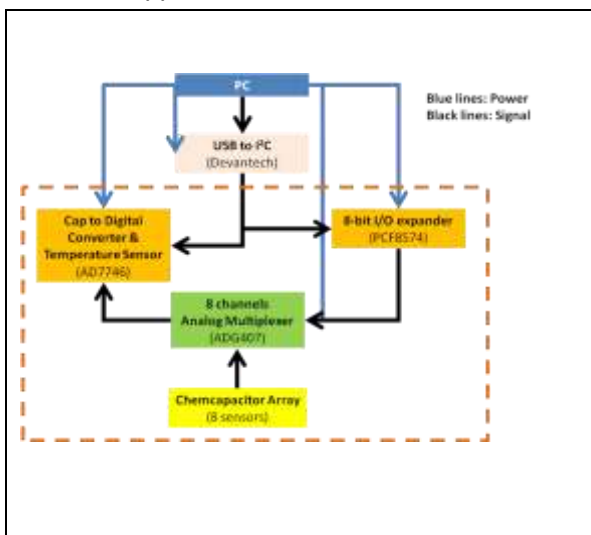 PC
Blue lines: Power
Black lines: Signal
USB to I²C
(Devantech)
Cap to Digital
Converter &
Temperature Sensor
(AD7746)
8-bit I/O expander
(PCF8574)
8 channels
Analog Multiplexer
(ADG407)
Chemcapacitor Array
(8 sensors)